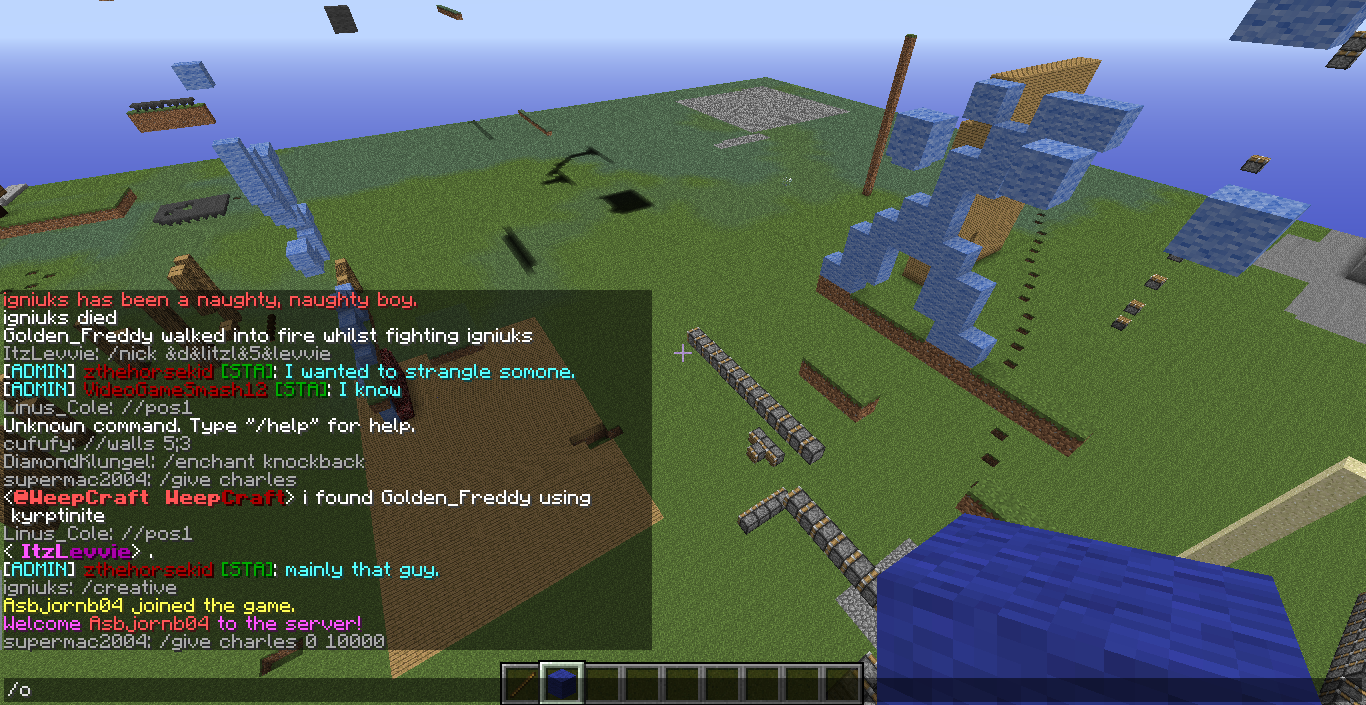 igniuks has been a naughty, naughty boy.
igniuks died
Golden_Freddy walked into fire whilst fighting igniuks
ItzLevvie: /nick &d&litzl&5&levvie
[ADMIN] zthehorsekid [STA]: I wanted to strangle somone.
[ADMIN] VideoGameSmash12 [STA]: I know
Linus_Cole: //pos1
Unknown command. Type "/help" for help.
cufufy: //walls 5;3
DiamondKlungel: /enchant knockback
supermac2004: /give charles
<@WeepCraft WeepCraft> i found Golden_Freddy using
kyrptinite
Linus_Cole: //pos1
< ItzLevvie> .
[ADMIN] zthehorsekid [STA]: mainly that guy.
igniuks: /creative
Asbjornb04 joined the game.
Welcome Asbjornb04 to the server!
supermac2004: /give charles 0 10000
/o